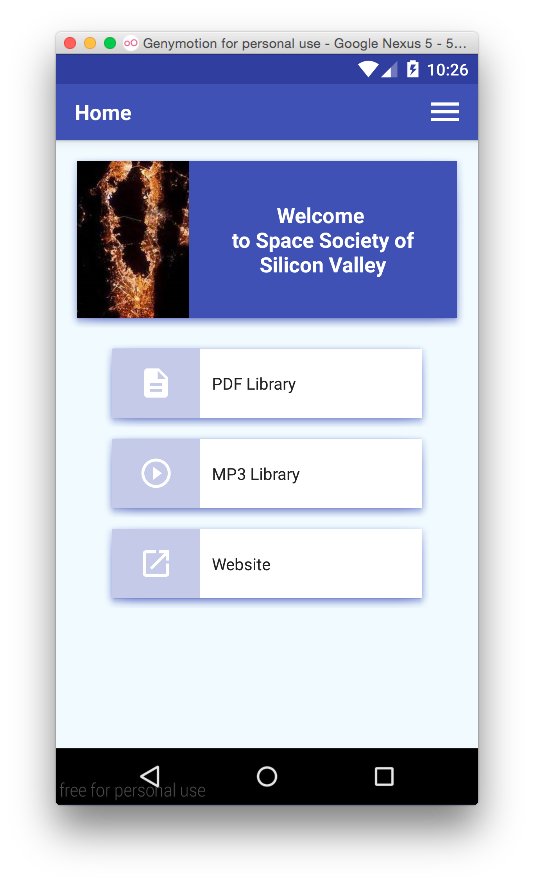 Genymotion for personal use - Google Nexus 5 - 5...
10:26
Home
Welcome
to Space Society of
Silicon Valley
PDF Library
MP3 Library
Website
free for personal use